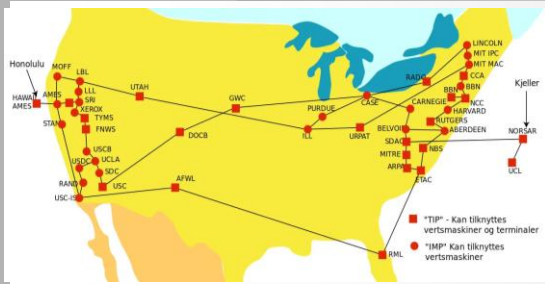 LINCOLN
MIT IPC
MIT MAC
RADC
CCA
BBN
BBN
NCC
HARVARD
ABERDEEN
RUTGERS
CARNEGIE
CASE
BELVOIR
SDAC
MITRE
ARPA
NBS
ETAC
Kjeller
NORSAR
UCL
Honolulu
HAWAII
AMES
MOFF
LBL
LLL
SRI
XEROX
AMES
TYMS
FNWS
STAN
UTAH
GWC
PURDUE
ILL
URPAT
DOCB
USCB
UCLA
USDC
SDC
RAND
USC
USC-IS
AFWL
RML
"TIP" - Kan tilknyttes
vertsmaskiner og terminaler
"IMP" Kan tilknyttes
vertsmaskiner